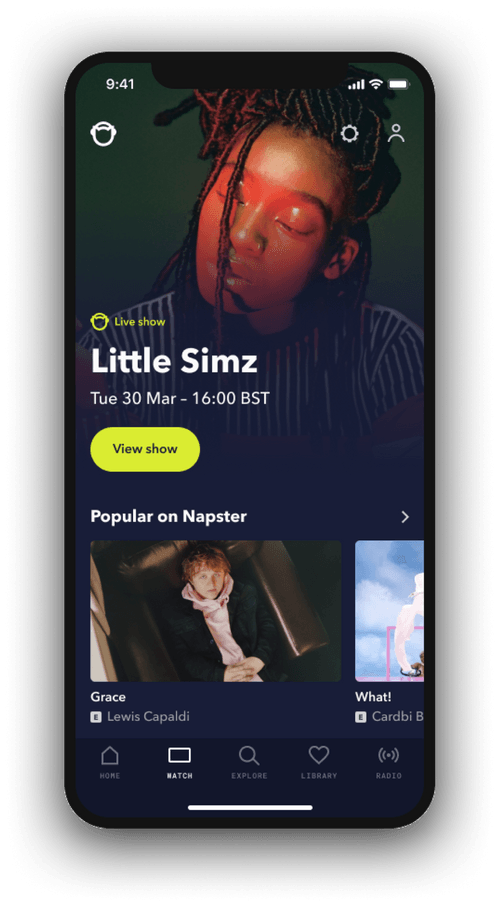 9:41
Live show
Little Simz
Tue 30 Mar – 16:00 BST
View show
Popular on Napster
Grace
E Lewis Capaldi
What!
E Cardbi B
HOME
WATCH
EXPLORE
LIBRARY
RADIO